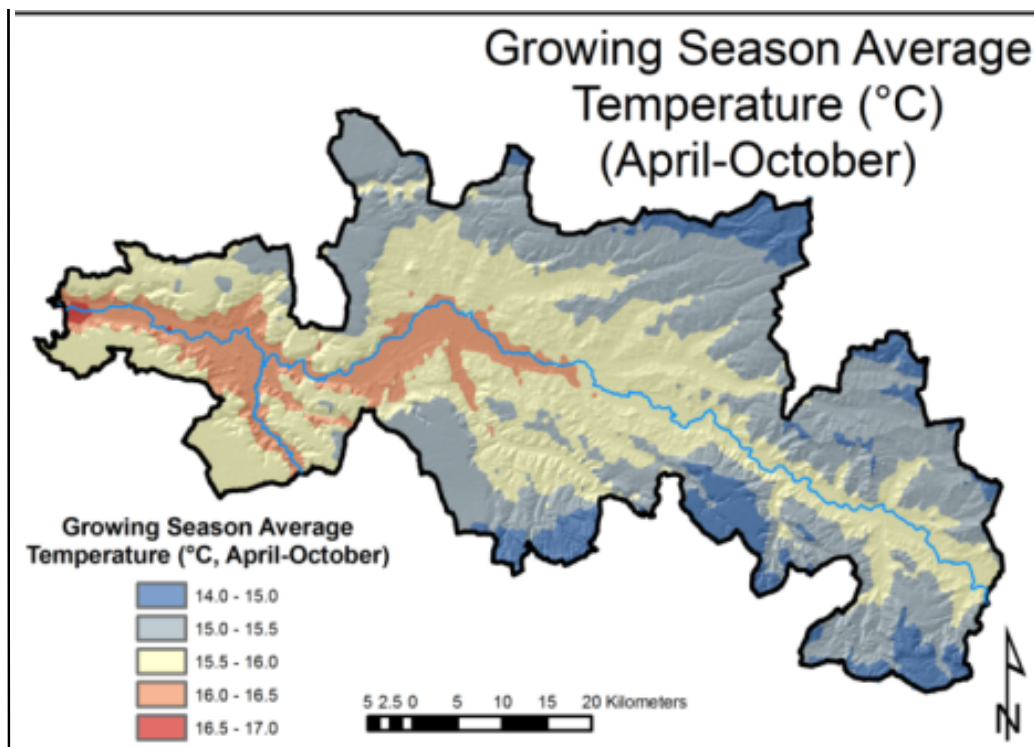 Growing Season Average
Temperature (°C)
(April-October)
Growing Season Average
Temperature (°C, April-October)
14.0 - 15.0
15.0 - 15.5
15.5 - 16.0
16.0 - 16.5
16.5 - 17.0
5 2.5 0 5 10 15 20 Kilometers
N